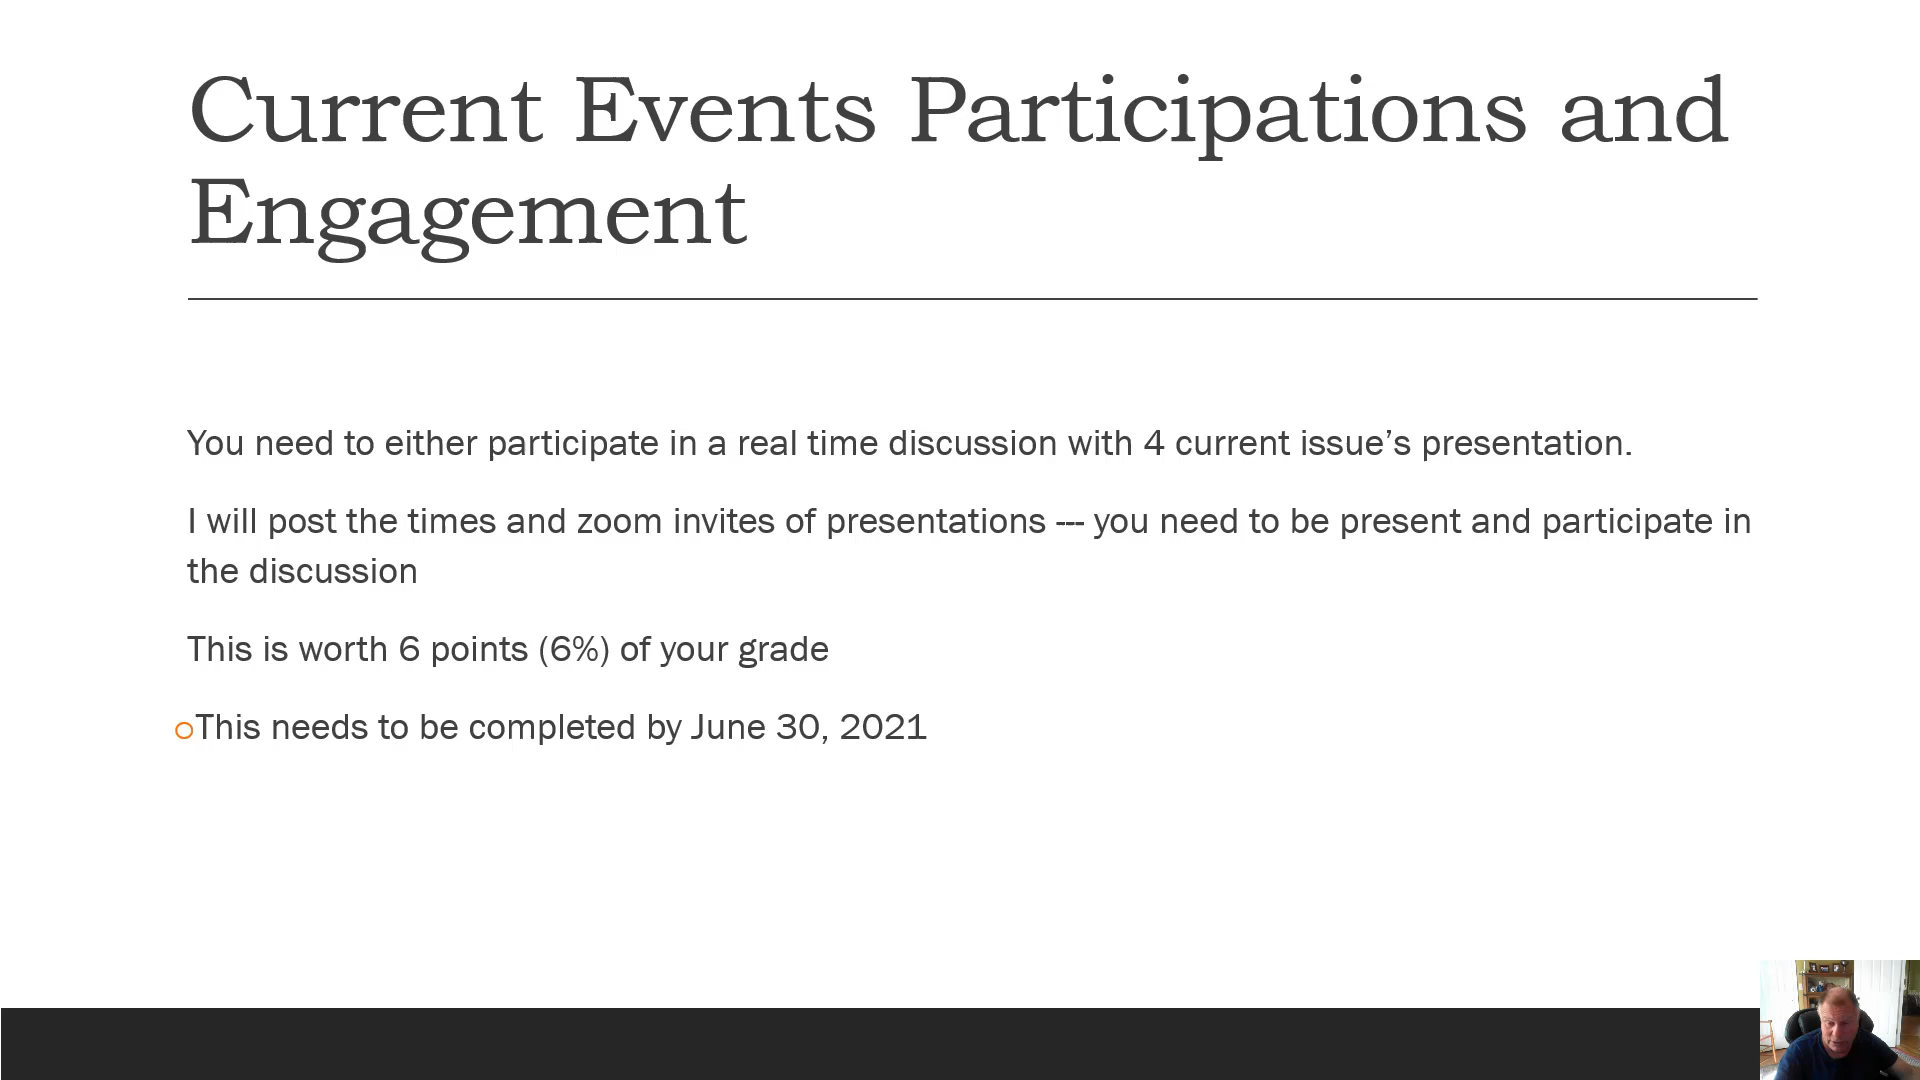 Current Events Participations and
Engagement
You need to either participate in a real time discussion with 4 current issue’s presentation.
I will post the times and zoom invites of presentations --- you need to be present and participate in
the discussion
This is worth 6 points (6%) of your grade
This needs to be completed by June 30, 2021